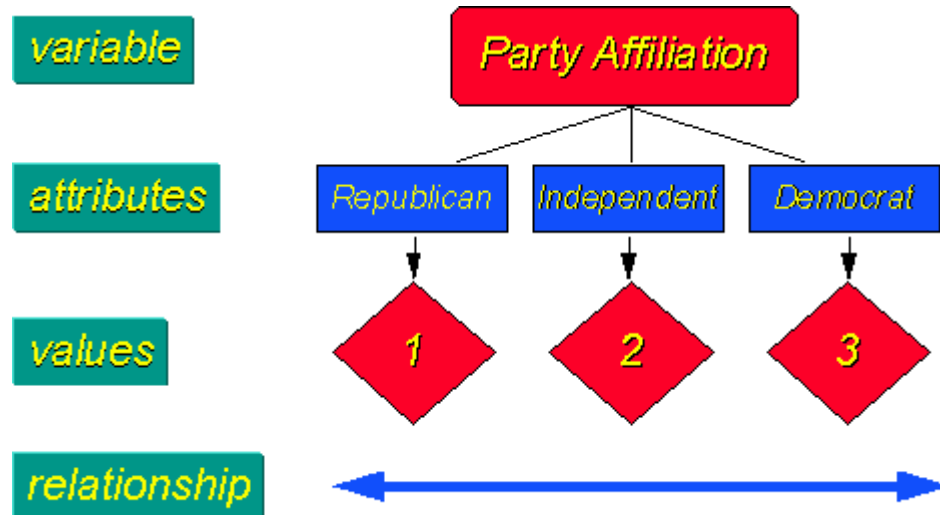 variable
Party Affiliation
attributes
Republican
Independent
Democrat
values
1
2
3
relationship